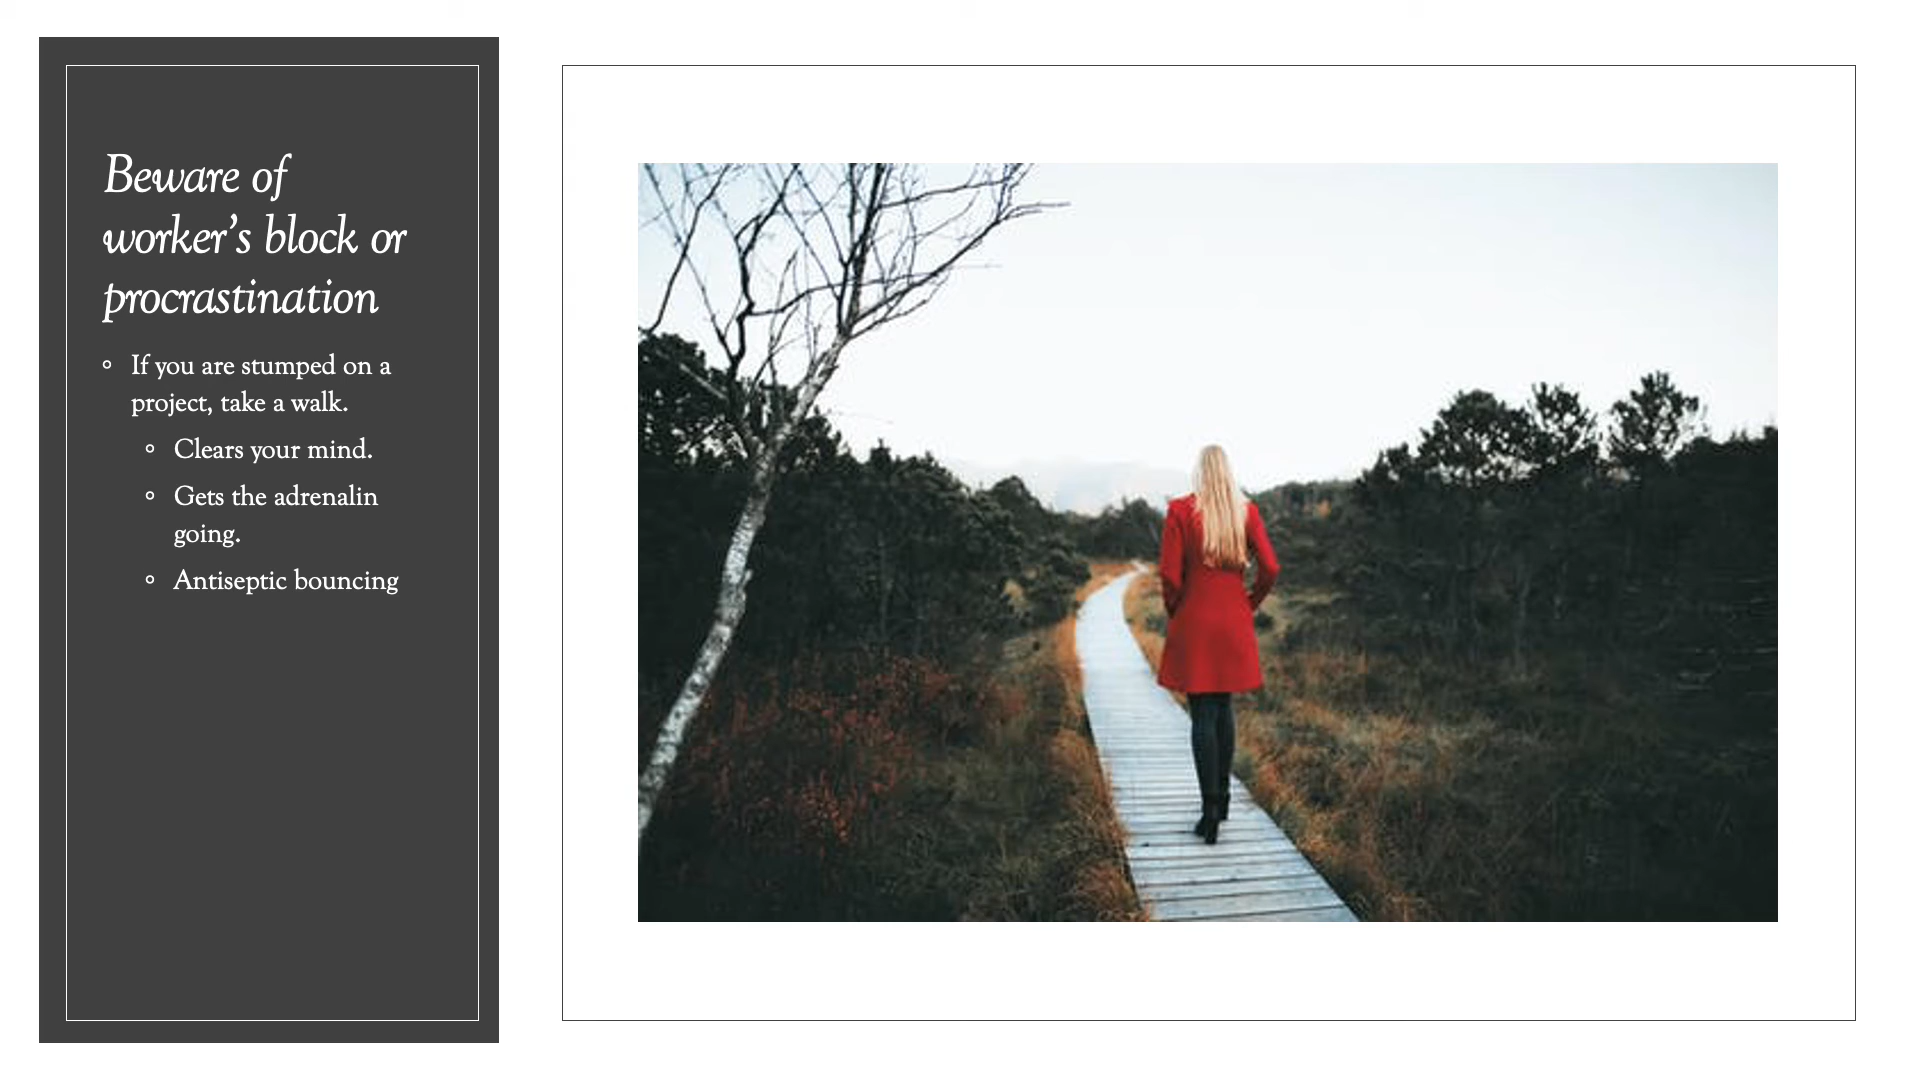 Beware of
worker’s block or
procrastination
If you are stumped on a
project, take a walk.
Clears your mind.
Gets the adrenalin
going.
Antiseptic bouncing